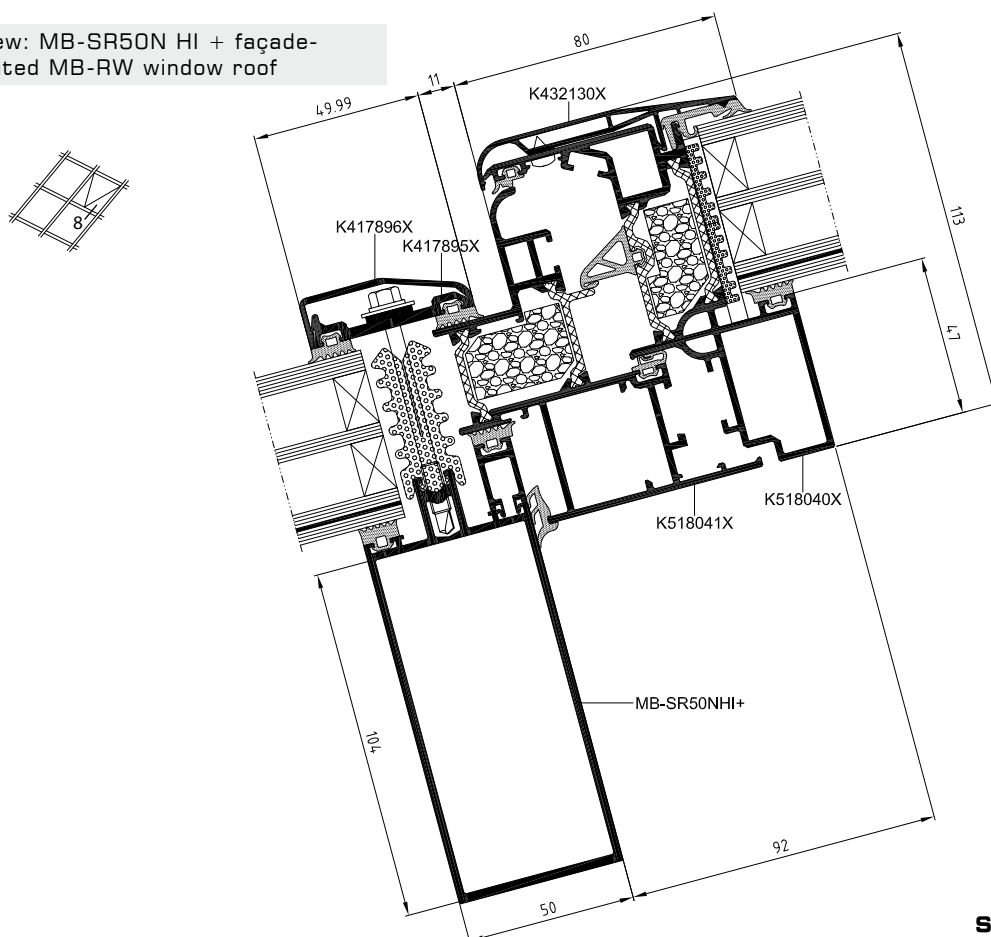 ew: MB-SR50N HI + façade-
ted MB-RW window roof
80
11
49.99
K432130X
113
8
K417896X
K417895X
47
K518040X
K518041X
MB-SR50NHI+
104
92
50
S